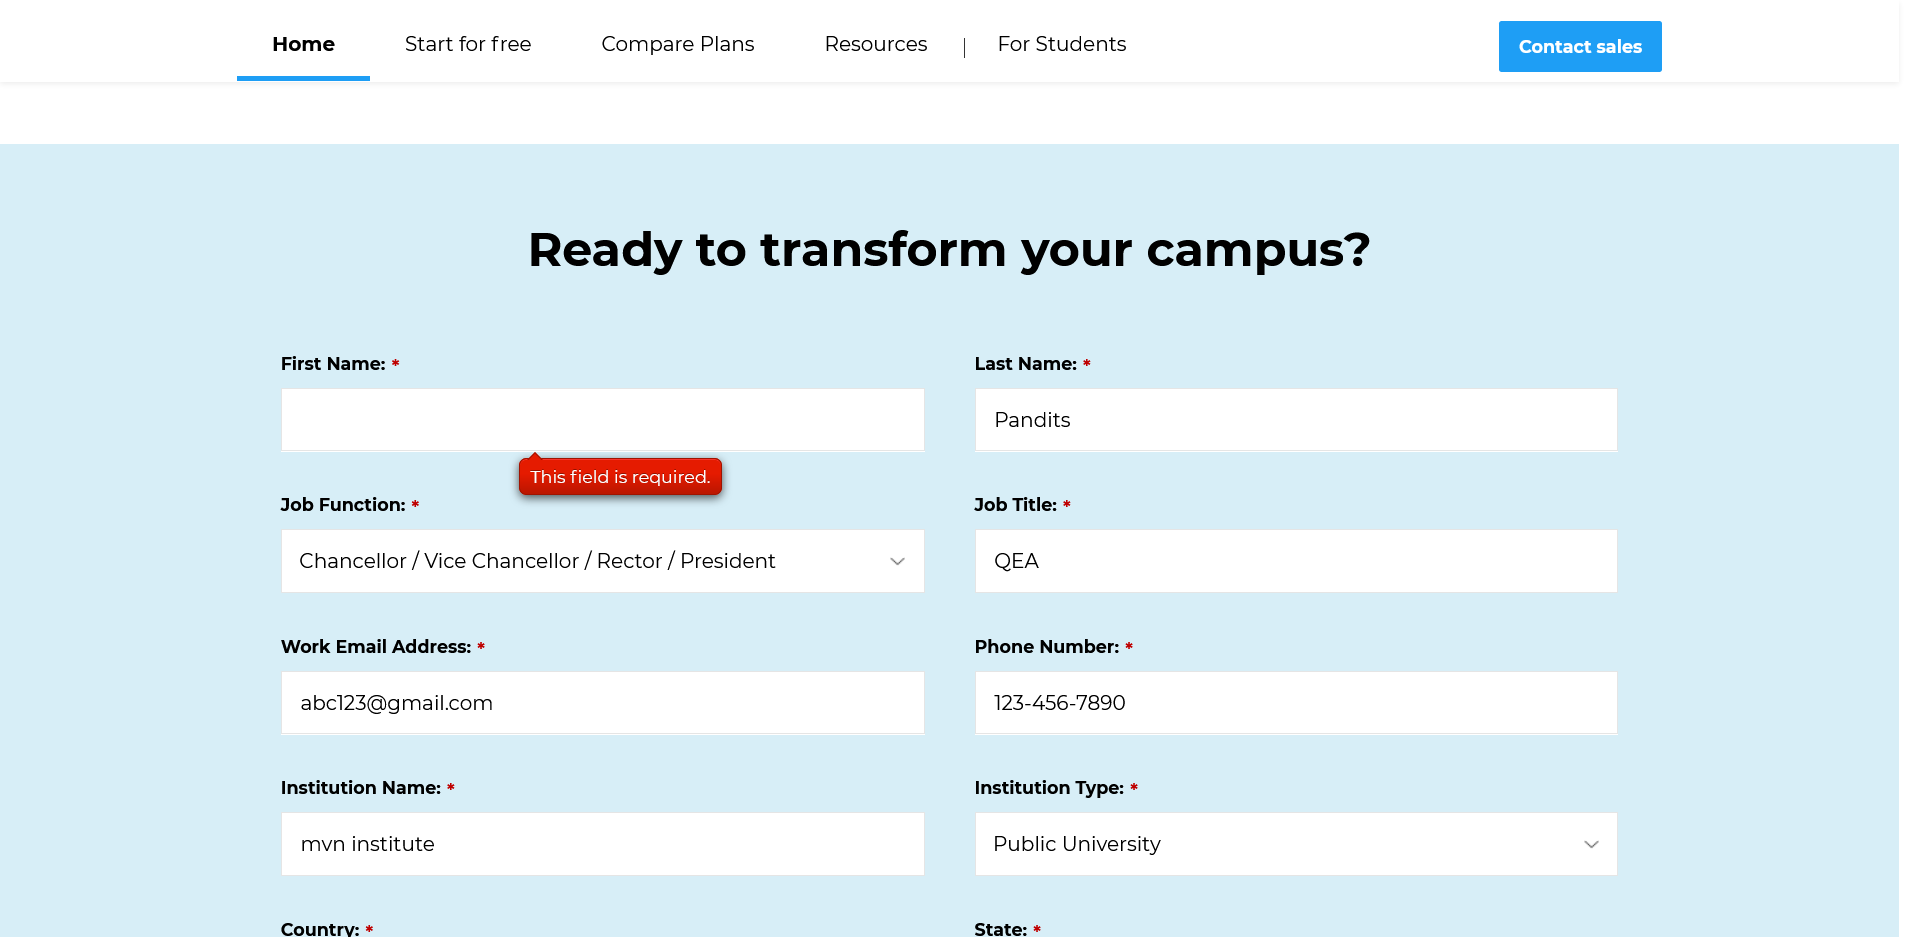 Home Start for free Compare Plans Resources | For Students Contact sales
Ready to transform your campus?
First Name: * Last Name: *
Pandits
This field is required.
Job Function: * Job Title: *
Chancellor / Vice Chancellor / Rector / President QEA
Work Email Address: * Phone Number: *
abc123@gmail.com 123-456-7890
Institution Name: * Institution Type: *
mvn institute Public University
Country: * State: *